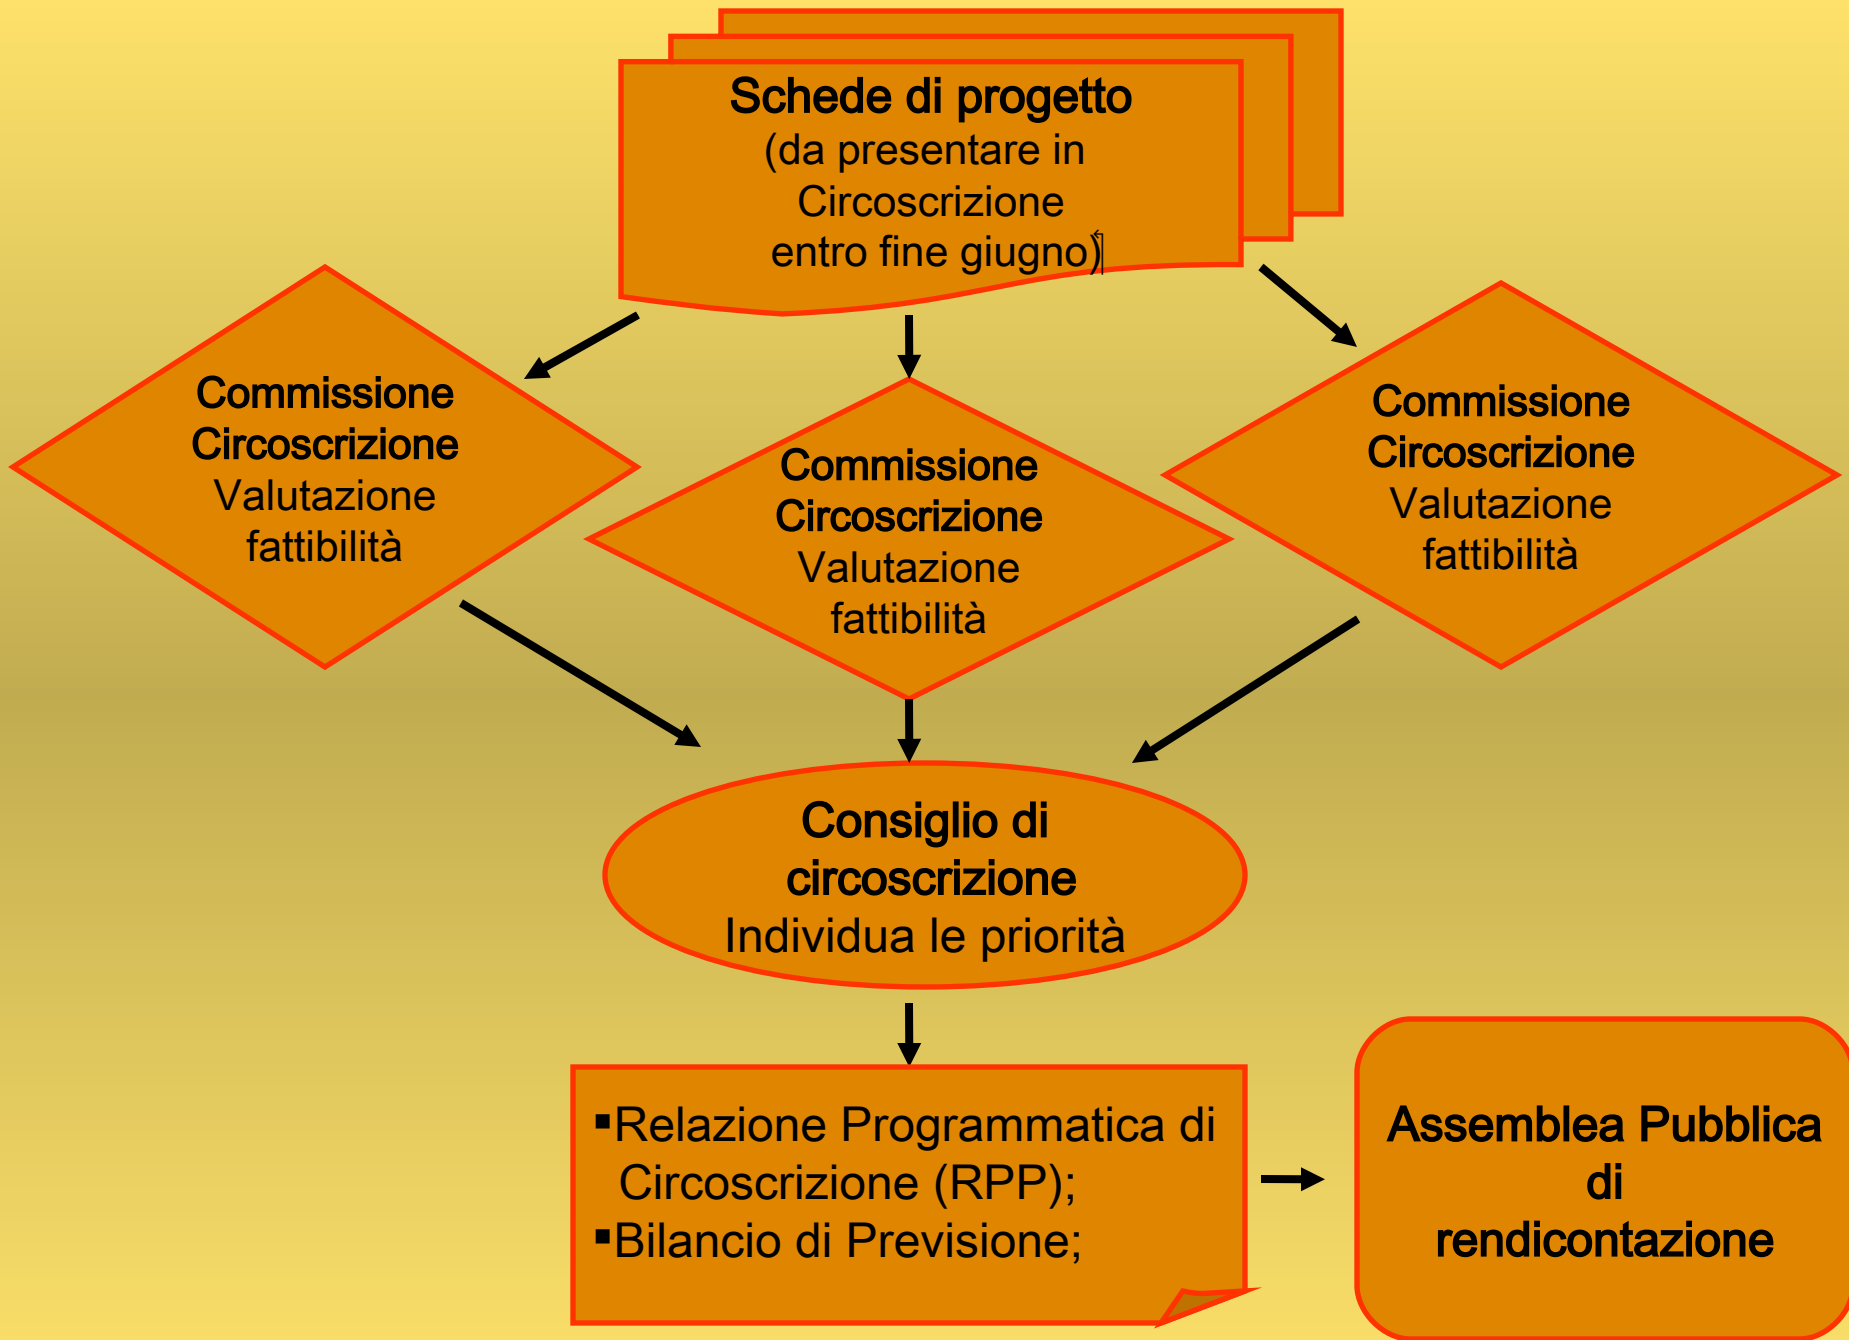 Schede di progetto
(da presentare in
Circoscrizione
entro fine giugno)
Commissione
Circoscrizione
Valutazione
fattibilità
Commissione
Circoscrizione
Valutazione
fattibilità
Commissione
Circoscrizione
Valutazione
fattibilità
Consiglio di
circoscrizione
Individua le priorità
▪Relazione Programmatica di
Circoscrizione (RPP);
▪Bilancio di Previsione;
Assemblea Pubblica
di
rendicontazione